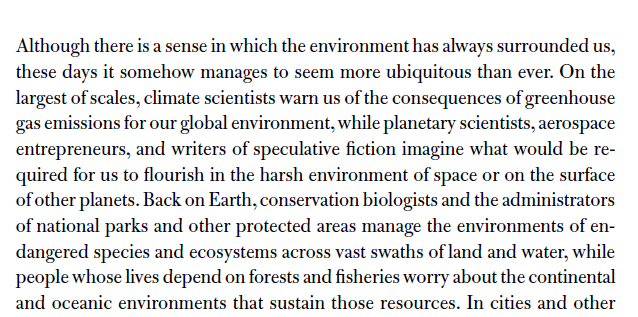 Although there is a sense in which the environment has always surrounded us,
these days it somehow manages to seem more ubiquitous than ever. On the
largest of scales, climate scientists warn us of the consequences of greenhouse
gas emissions for our global environment, while planetary scientists, aerospace
entrepreneurs, and writers of speculative fiction imagine what would be re-
quired for us to flourish in the harsh environment of space or on the surface
of other planets. Back on Earth, conservation biologists and the administrators
of national parks and other protected areas manage the environments of en-
dangered species and ecosystems across vast swaths of land and water, while
people whose lives depend on forests and fisheries worry about the continental
and oceanic environments that sustain those resources. In cities and other